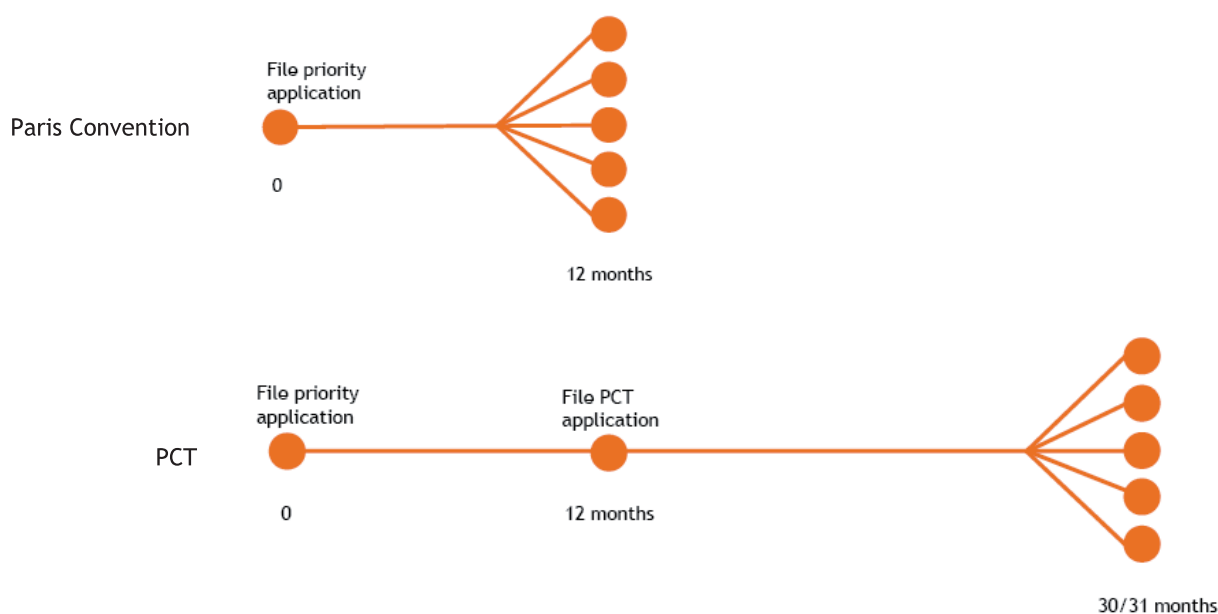 File priority
application
Paris Convention
0
12 months
File priority
application
File PCT
application
PCT
0
12 months
30/31 months